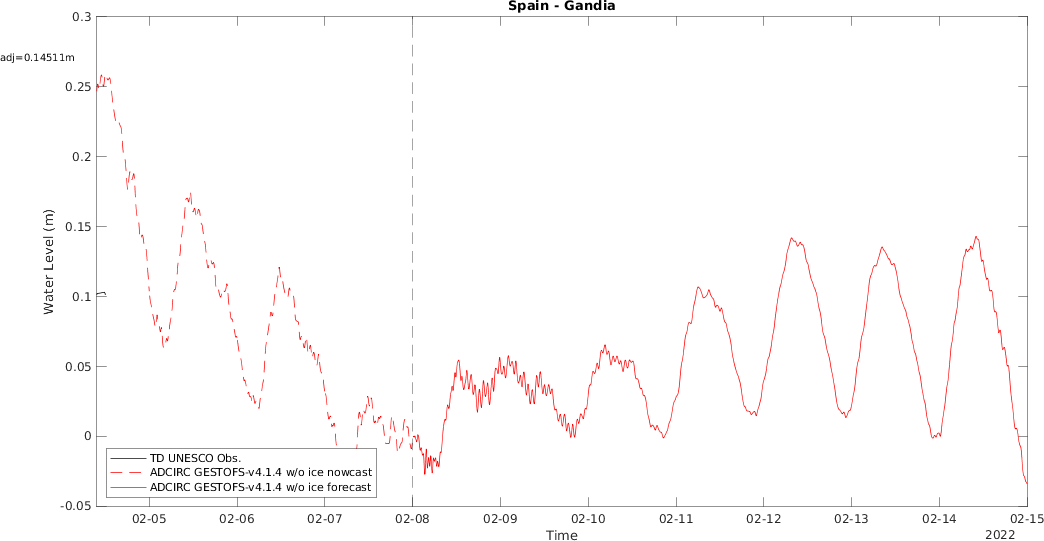 Spain - Gandia
adj=0.14511m
0.3
0.25
0.2
0.15
0.1
0.05
0
-0.05
Water Level (m)
TD UNESCO Obs.
ADCIRC GESTOFS-v4.1.4 w/o ice nowcast
ADCIRC GESTOFS-v4.1.4 w/o ice forecast
02-05 02-06 02-07 02-08 02-09 02-10 02-11 02-12 02-13 02-14 02-15
Time
2022